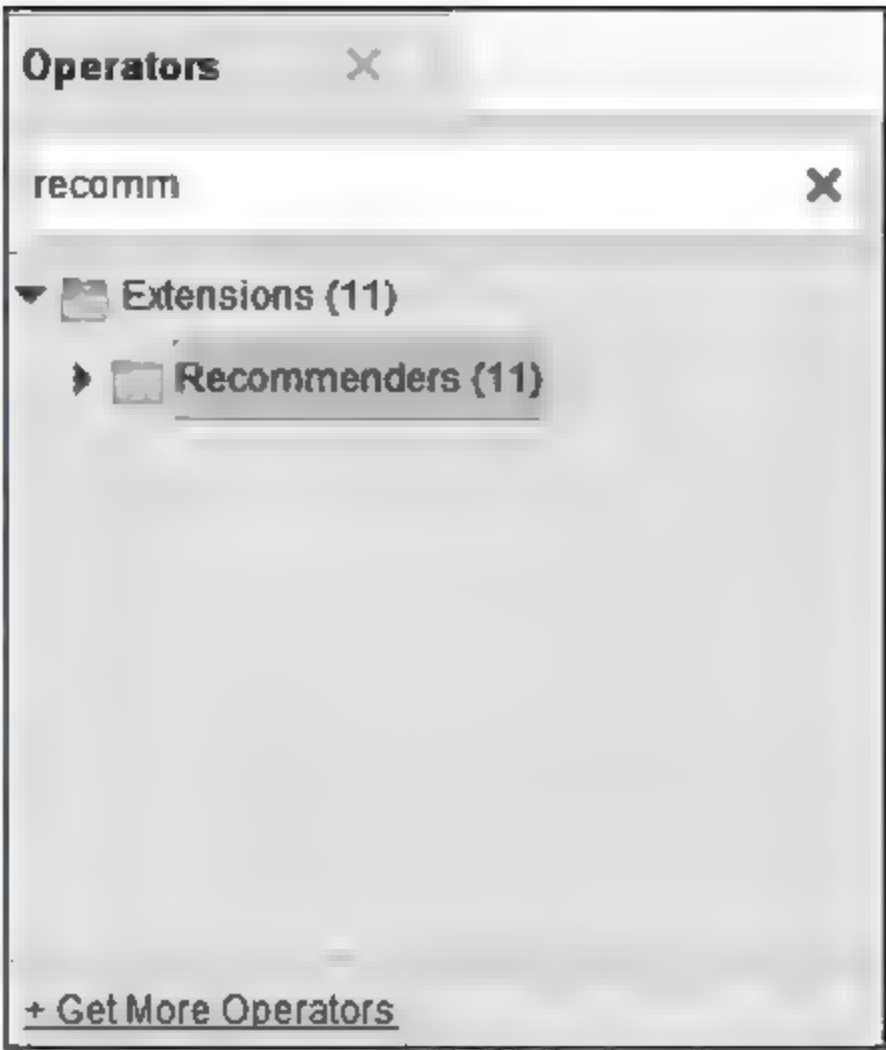 Operators
recomm
Extensions (11)
Recommenders (11)
+ Get More Operators